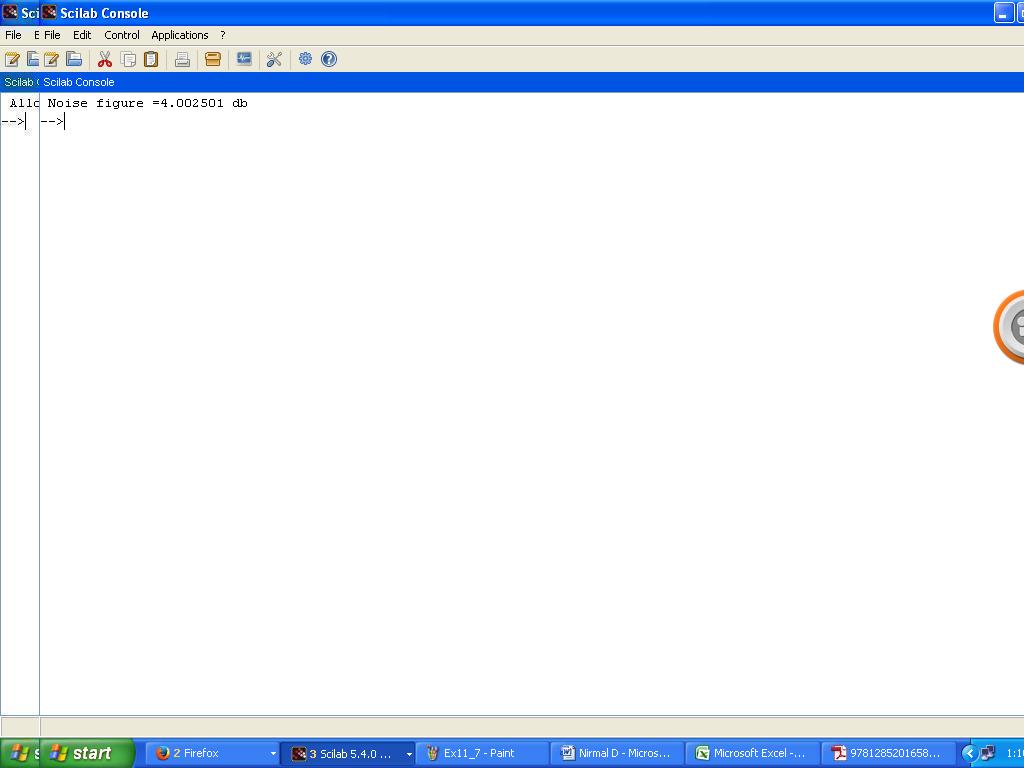 Sci Scilab Console
File E File Edit Control Applications ?
Scilab Scilab Console
Allo Noise figure =4.002501 db
--> -->
s start 2 Firefox 3 Scilab 5.4.0 ... Ex11_7 - Paint Nirmal D - Micros... Microsoft Excel -... 9781285201658... 1:1